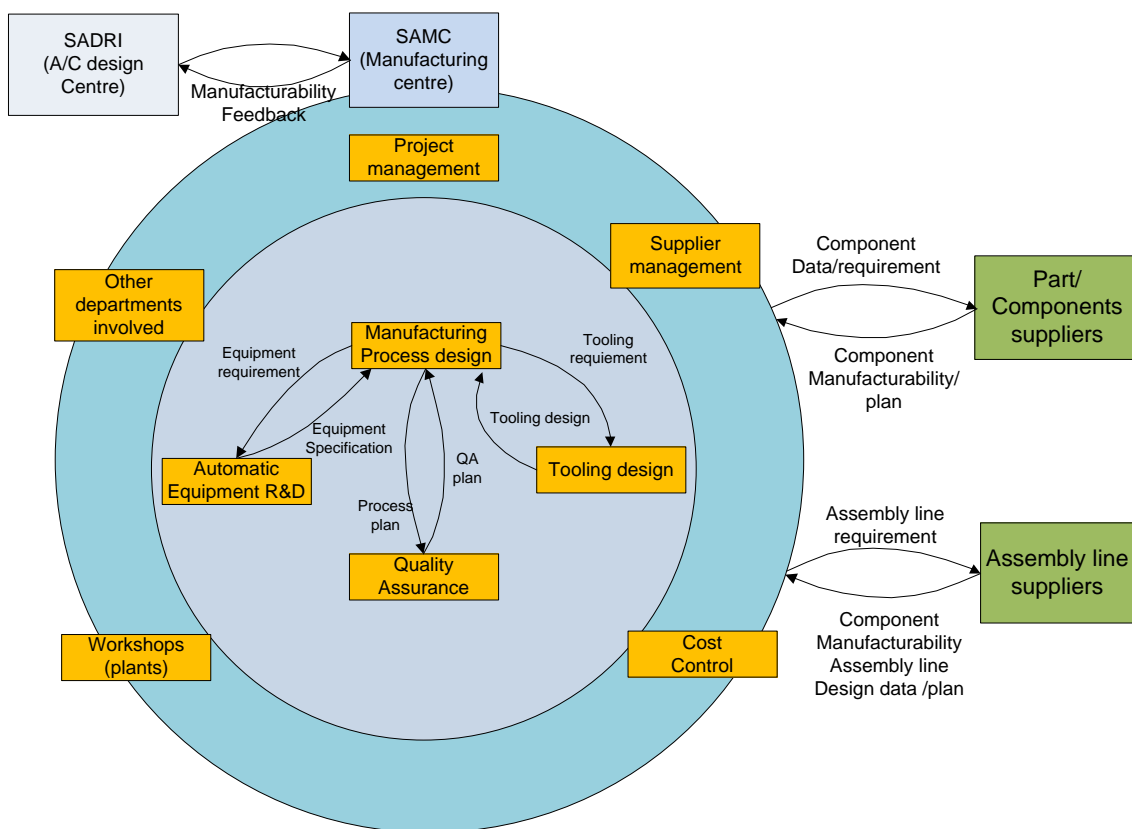 SADRI
(A/C design
Centre)
SAMC
(Manufacturing
centre)
Manufacturability
Feedback
Project
management
Supplier
management
Component
Data/requirement
Part/
Components
suppliers
Component
Manufacturability/
plan
Other
departments
involved
Manufacturing
Process design
Equipment
requirement
Tooling
requiement
Equipment
Specification
Tooling design
Automatic
Equipment R&D
QA
plan
Tooling design
Process
plan
Quality
Assurance
Assembly line
requirement
Assembly line
suppliers
Component
Manufacturability
Assembly line
Design data /plan
Workshops
(plants)
Cost
Control